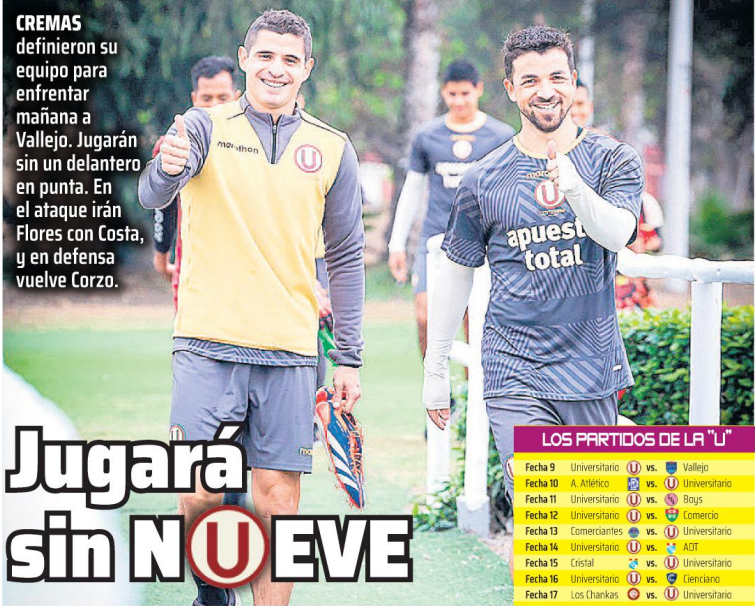 CREMAS
definieron su
equipo para
enfrentar
mañana a
Vallejo. Jugarán
sin un delantero
en punta. En
el ataque irán
Flores con Costa,
y en defensa
vuelve Corzo.
marathon
U
marathon
U
apuesta
total
Jugará
sin NUEVE
LOS PARTIDOS DE LA "U"
Fecha 9 Universitario U vs. Vallejo
Fecha 10 A. Atlético vs. U Universitario
Fecha 11 Universitario U vs. Boys
Fecha 12 Universitario U vs. Comercio
Fecha 13 Comerciantes vs. U Universitario
Fecha 14 Universitario U vs. ADT
Fecha 15 Cristal vs. U Universitario
Fecha 16 Universitario U vs. Cienciano
Fecha 17 Los Chankas vs. U Universitario